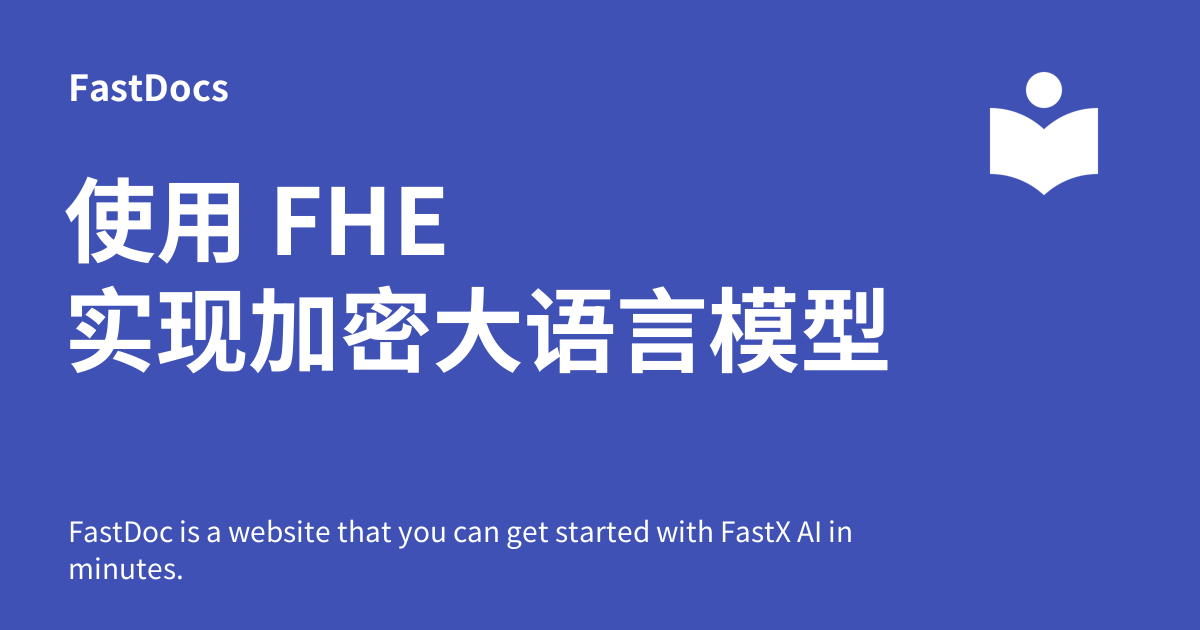 FastDocs
使用 FHE
实现加密大语言模型
FastDoc is a website that you can get started with FastX AI in
minutes.